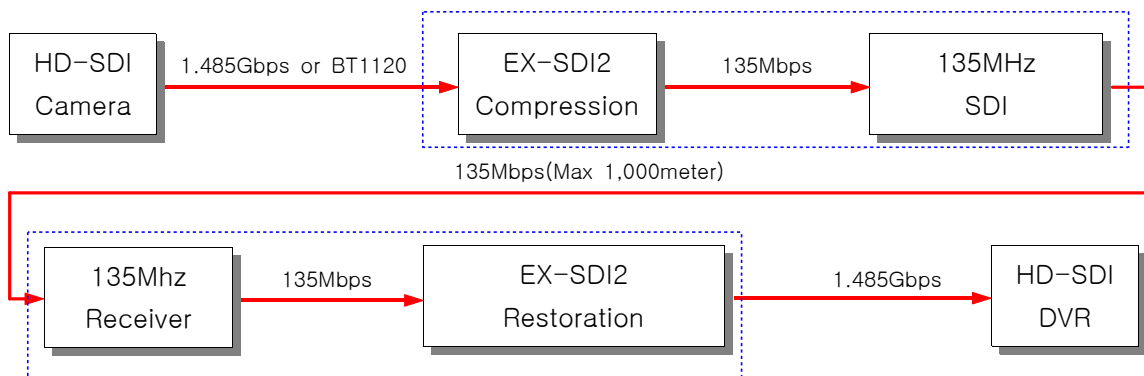 HD-SDI
Camera
1.485Gbps or BT1120
EX-SDI2
Compression
135Mbps
135MHz
SDI
135Mbps(Max 1,000meter)
135Mhz
Receiver
135Mbps
EX-SDI2
Restoration
1.485Gbps
HD-SDI
DVR